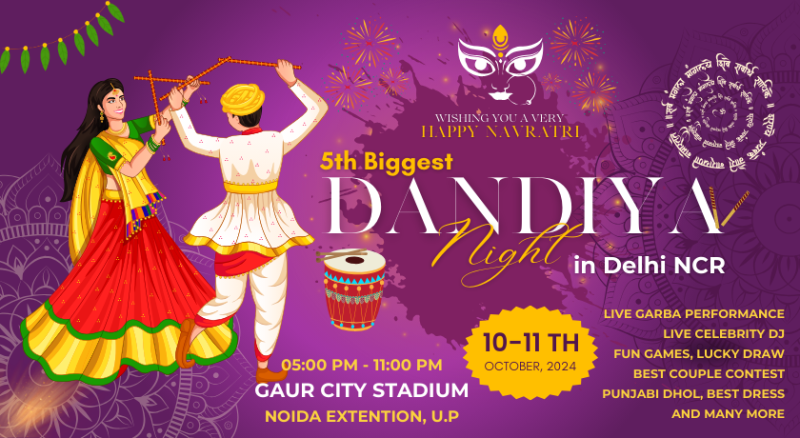 WISHING YOU A VERY
HAPPY NAVRATRI
5th Biggest
DANDIYA
Night
in Delhi NCR
LIVE GARBA PERFORMANCE
LIVE CELEBRITY DJ
FUN GAMES, LUCKY DRAW
BEST COUPLE CONTEST
PUNJABI DHOL, BEST DRESS
AND MANY MORE
10-11 TH
OCTOBER, 2024
05:00 PM - 11:00 PM
GAUR CITY STADIUM
NOIDA EXTENTION, U.P